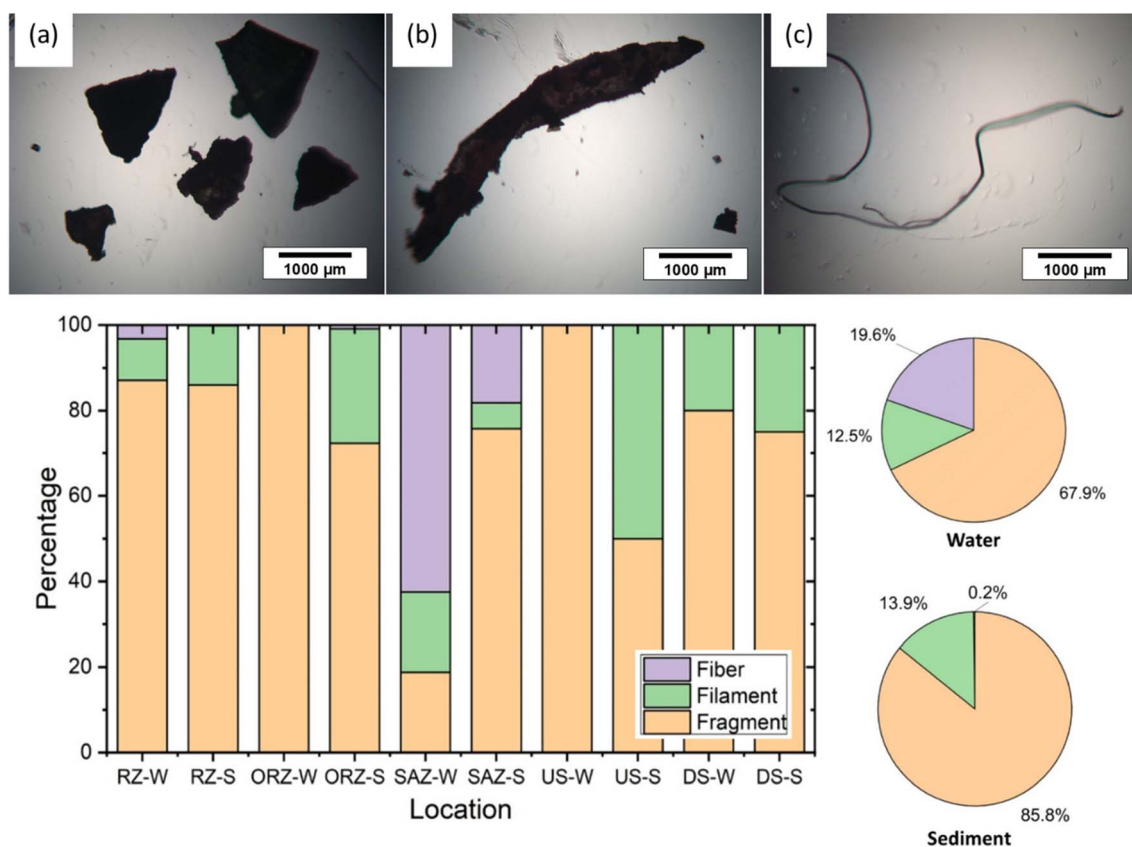 (a)
(b)
(c)
1000 µm
1000 µm
1000 µm
Percentage
100
80
60
40
20
0
RZ-W
RZ-S
ORZ-W
ORZ-S
SAZ-W
SAZ-S
US-W
US-S
DS-W
DS-S
Location
Fiber
Filament
Fragment
19.6%
12.5%
67.9%
Water
13.9%
0.2%
85.8%
Sediment